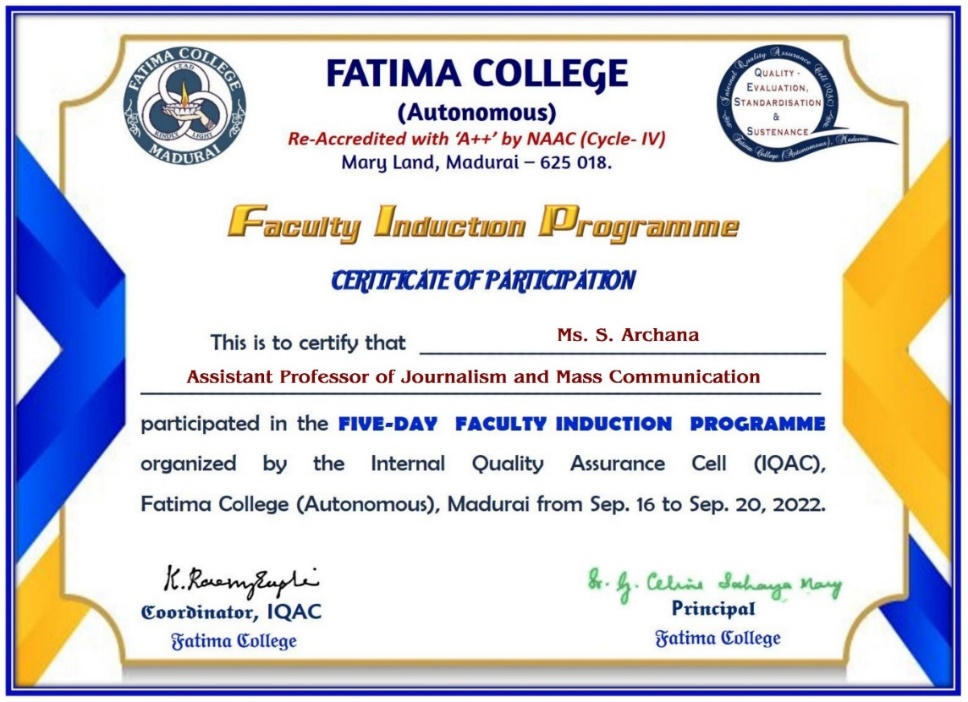 FATIMA COLLEGE
LEAD
KINDLY LIGHT
MADURAI
FATIMA COLLEGE
(Autonomous)
Re-Accredited with ‘A++’ by NAAC (Cycle- IV)
Mary Land, Madurai – 625 018.
Internal Quality Assurance Cell (IQAC)
QUALITY -
EVALUATION,
STANDARDISATION
&
SUSTENANCE
Fatima College (Autonomous), Madurai
Faculty Induction Programme
CERTIFICATE OF PARTICIPATION
This is to certify that Ms. S. Archana
Assistant Professor of Journalism and Mass Communication
participated in the FIVE-DAY FACULTY INDUCTION PROGRAMME
organized by the Internal Quality Assurance Cell (IQAC),
Fatima College (Autonomous), Madurai from Sep. 16 to Sep. 20, 2022.
Sr. G. Celine Sahaya Mary
Coordinator, IQAC
Principal
Fatima College
Fatima College